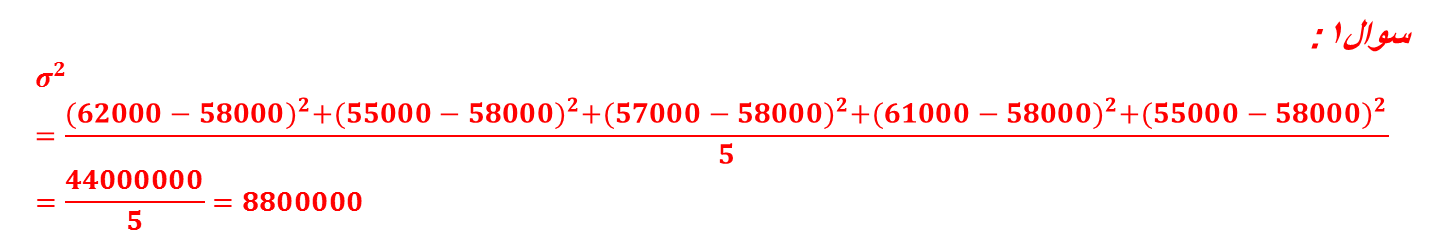 سوال۱ :
σ²
= (62000 − 58000)²+(55000 − 58000)²+(57000 − 58000)²+(61000 − 58000)²+(55000 − 58000)² / 5
= 44000000 / 5 = 8800000